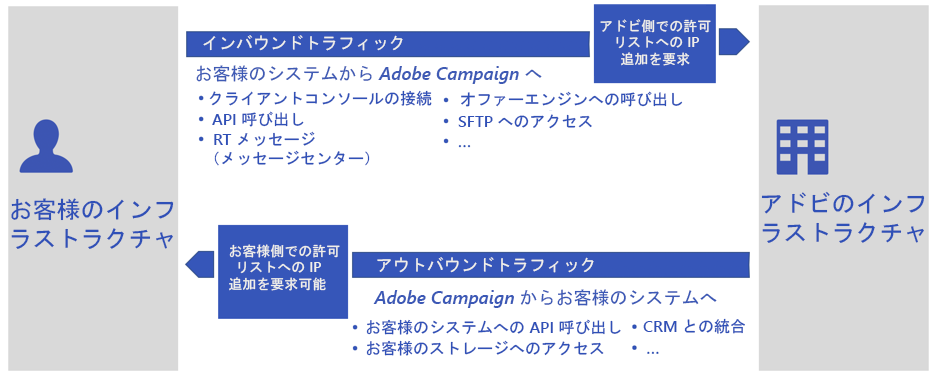 お客様のインフ
ラストラクチャ
インバウンドトラフィック
アドビ側での許可
リストへの IP
追加を要求
お客様のシステムから Adobe Campaign へ
• クライアントコンソールの接続
• API 呼び出し
• RT メッセージ
（メッセージセンター）
• オファーエンジンへの呼び出し
• SFTP へのアクセス
• ...
お客様側での許可
リストへの IP
追加を要求可能
アウトバウンドトラフィック
Adobe Campaign からお客様のシステムへ
• お客様のシステムへの API 呼び出し
• お客様のストレージへのアクセス
• CRM との統合
• ...
アドビのインフ
ラストラクチャ